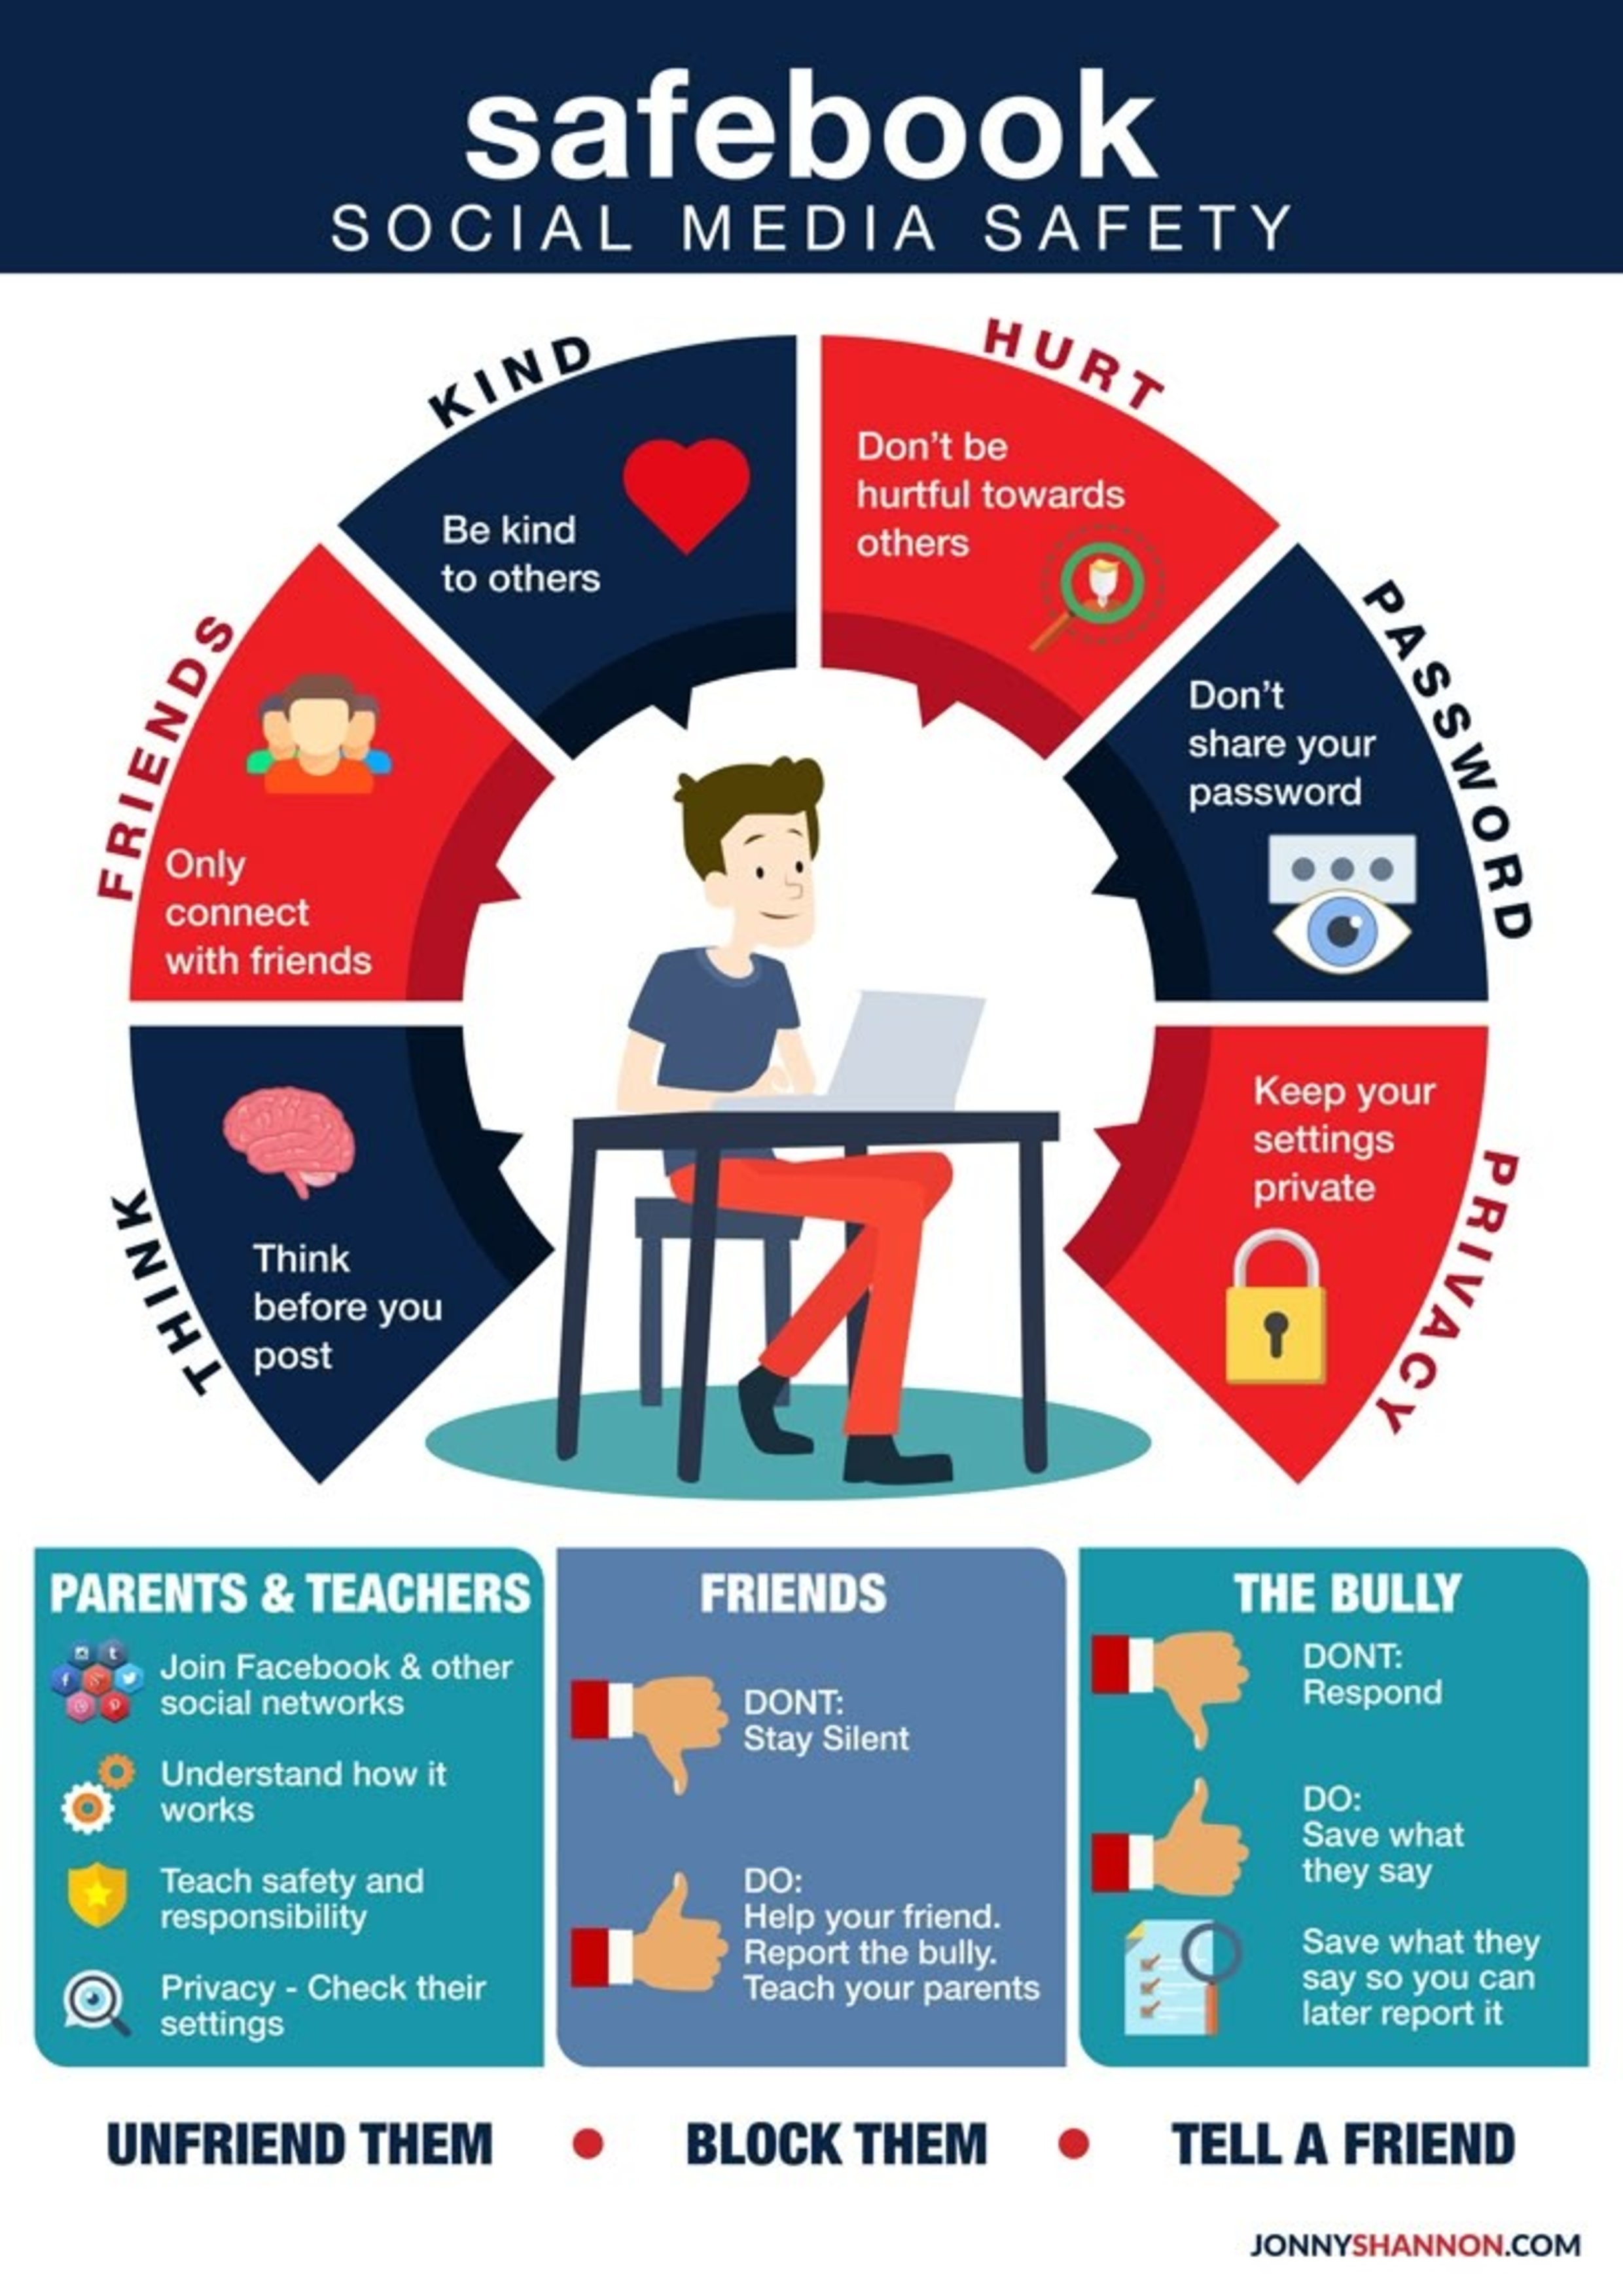 safebook
SOCIAL MEDIA SAFETY
KIND
Be kind
to others
HURT
Don't be
hurtful towards
others
FRIENDS
Only
connect
with friends
PASSWORD
Don't
share your
password
THINK
Think
before you
post
PRIVACY
Keep your
settings
private
PARENTS & TEACHERS
Join Facebook & other
social networks
Understand how it
works
Teach safety and
responsibility
Privacy - Check their
settings
FRIENDS
DONT:
Stay Silent
DO:
Help your friend.
Report the bully.
Teach your parents
THE BULLY
DONT:
Respond
DO:
Save what
they say
Save what they
say so you can
later report it
UNFRIEND THEM • BLOCK THEM • TELL A FRIEND
JONNYSHANNON.COM